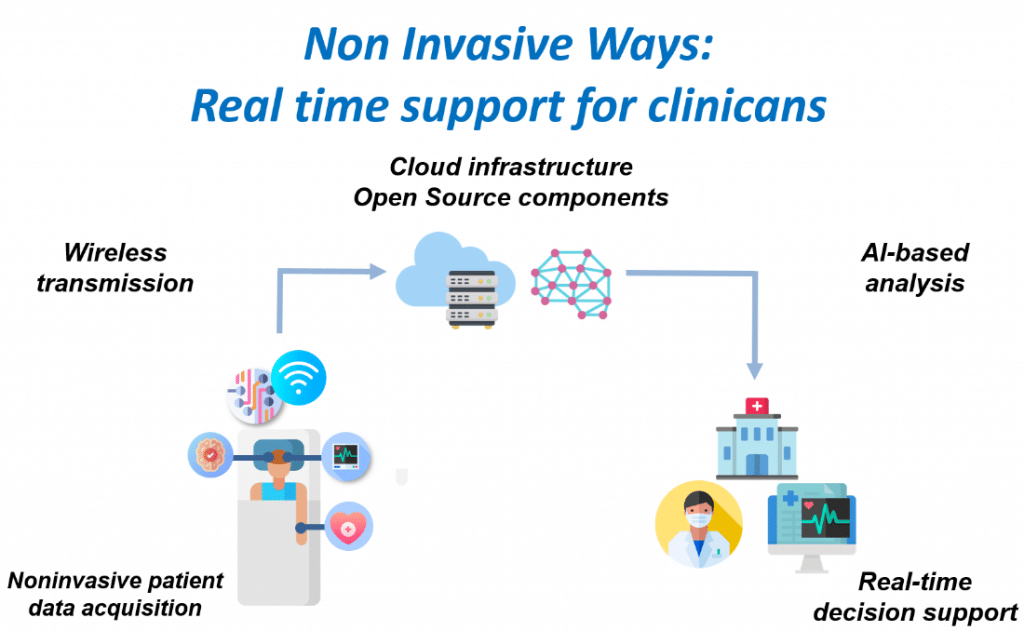 Non Invasive Ways:
Real time support for clinicans
Cloud infrastructure
Open Source components
Wireless
transmission
AI-based
analysis
Noninvasive patient
data acquisition
Real-time
decision support